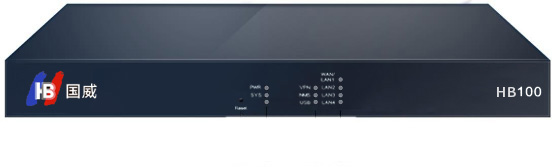 HB 国威
HB100
WAN/
LAN1
PWR VPN LAN2
SYS NMS LAN3
Reset USB LAN4